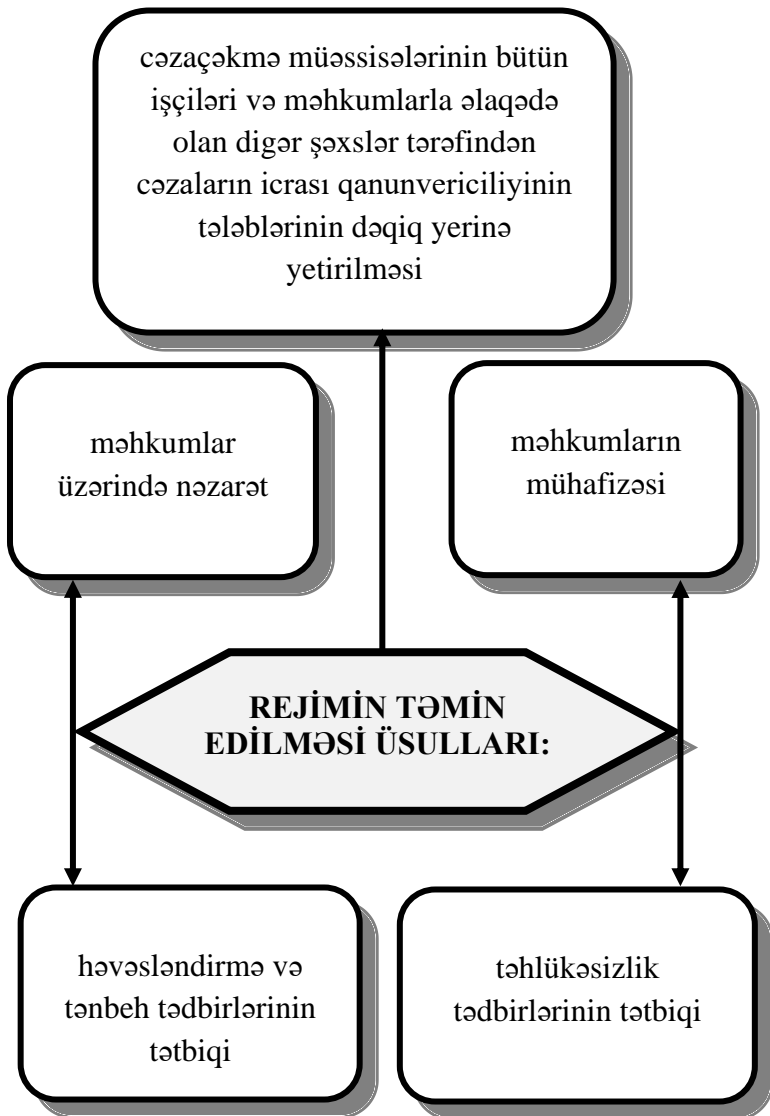 cəzaçəkmə müəssisələrinin bütün
işçiləri və məhkumlarla əlaqədə
olan digər şəxslər tərəfindən
cəzaların icrası qanunvericiliyinin
tələblərinin dəqiq yerinə
yetirilməsi
məhkumlar
üzərində nəzarət
məhkumların
mühafizəsi
REJİMİN TƏMİN
EDİLMƏSİ ÜSULLARI:
həvəsləndirmə və
tənbeh tədbirlərinin
tətbiqi
təhlükəsizlik
tədbirlərinin tətbiqi